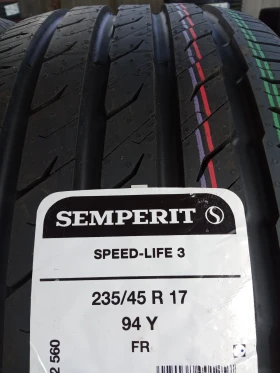 SEMPERIT
SPEED-LIFE 3
235/45 R 17
94 Y
FR
2 560